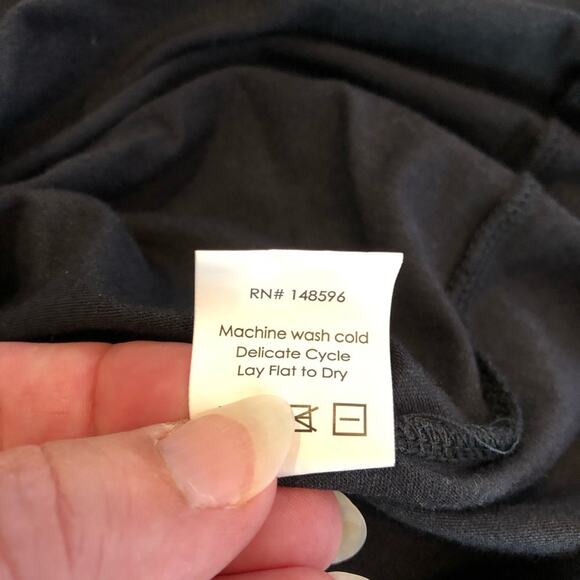 RN# 148596
Machine wash cold
Delicate Cycle
Lay Flat to Dry